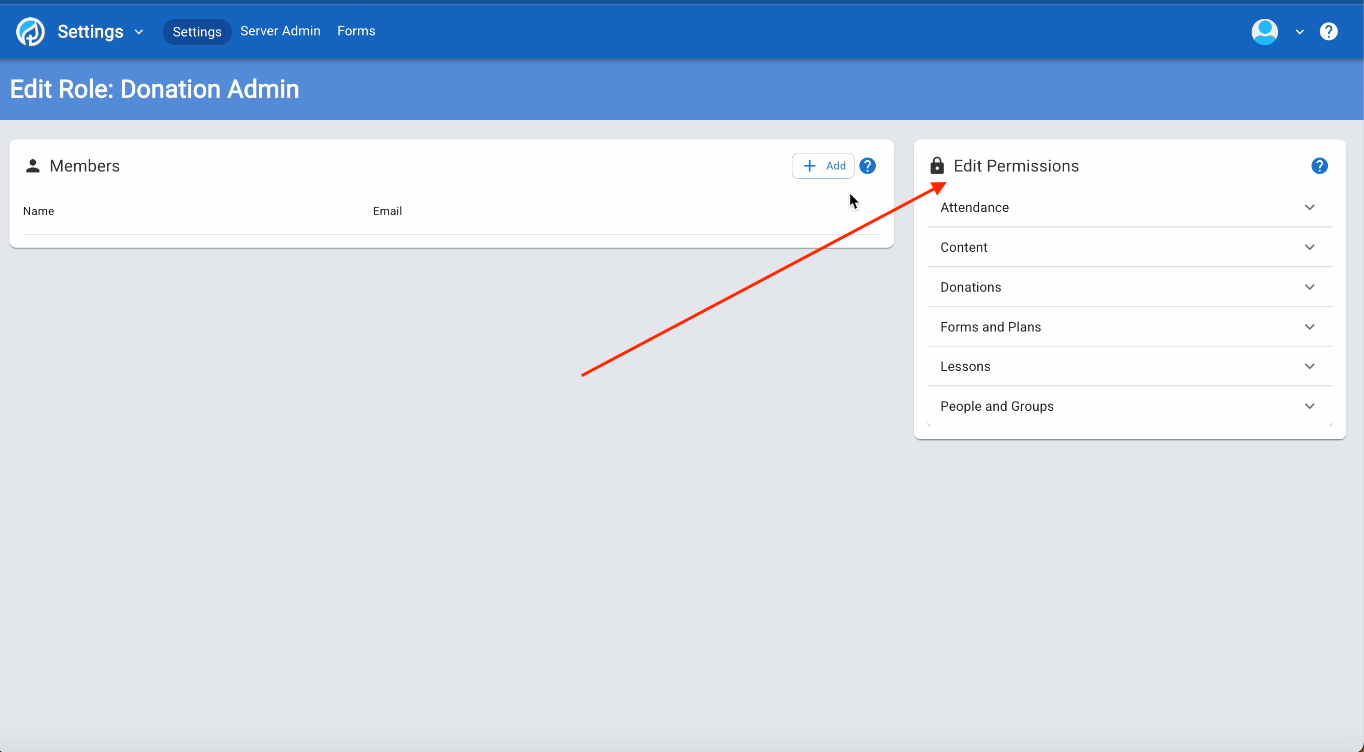 Settings Settings Server Admin Forms
Edit Role: Donation Admin
Members Add
Name Email
Edit Permissions
Attendance
Content
Donations
Forms and Plans
Lessons
People and Groups